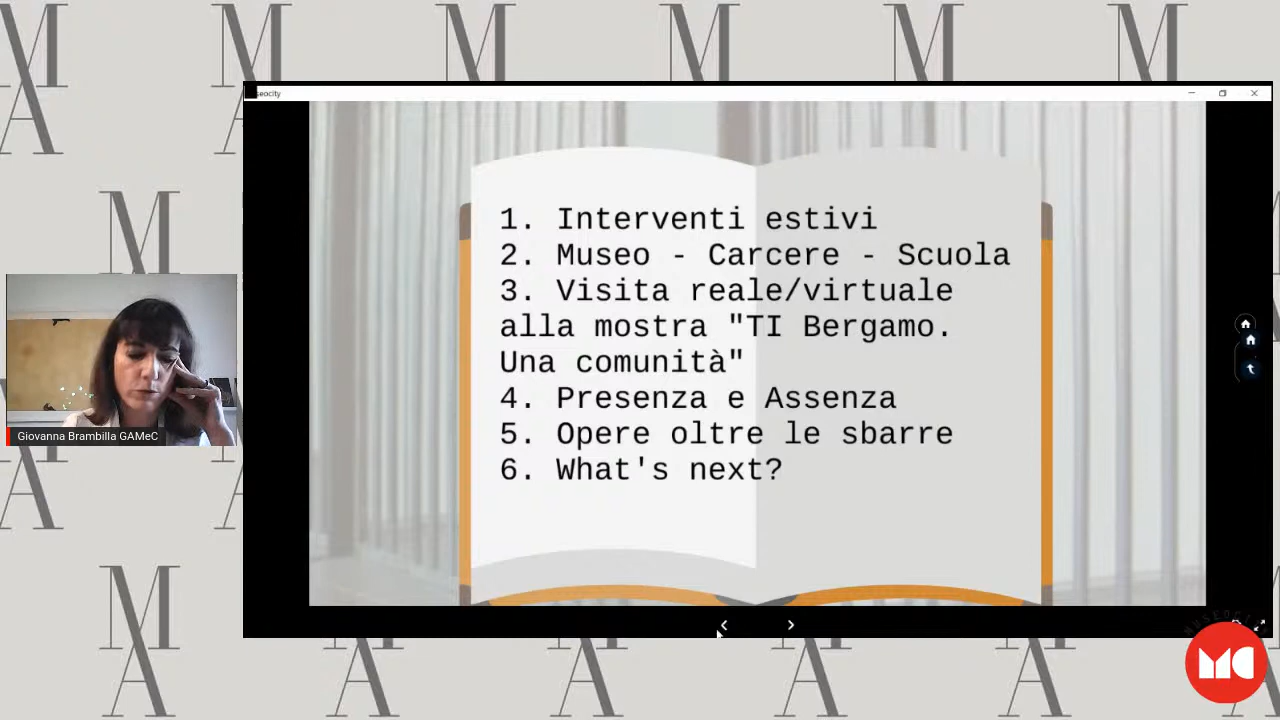 seocity
1. Interventi estivi
2. Museo - Carcere - Scuola
3. Visita reale/virtuale
alla mostra "TI Bergamo.
Una comunità"
4. Presenza e Assenza
5. Opere oltre le sbarre
6. What's next?
Giovanna Brambilla GAMeC